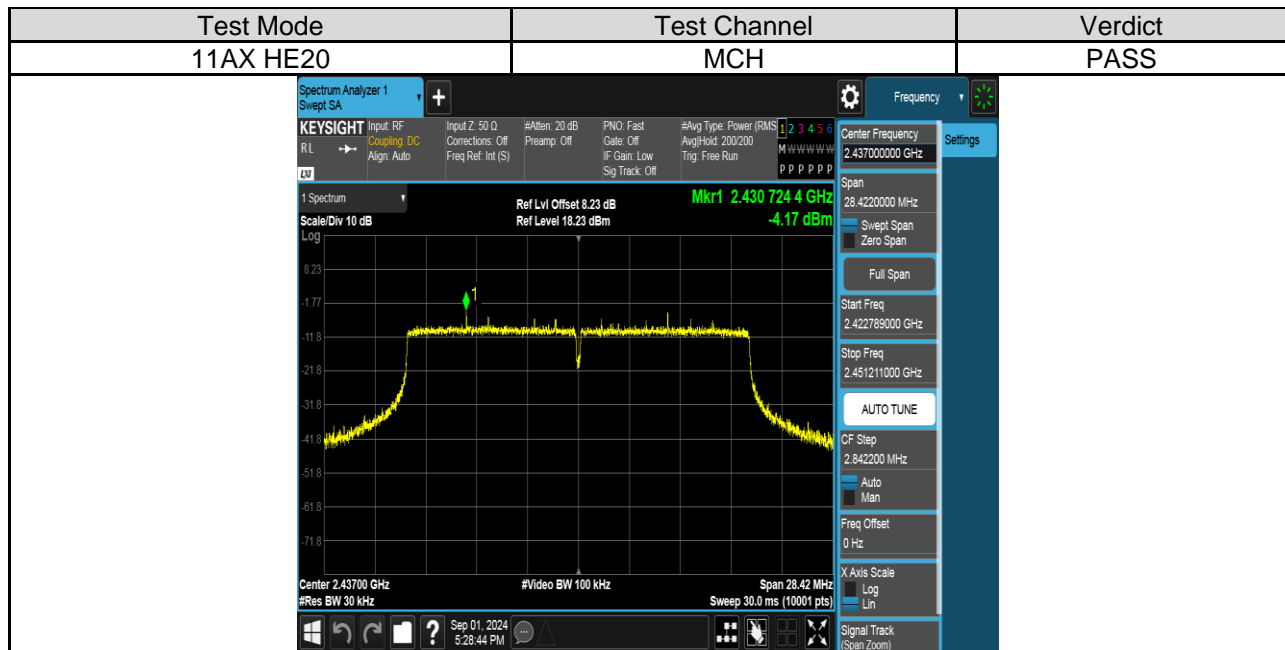 Test Mode Test Channel Verdict
11AX HE20 MCH PASS
Spectrum Analyzer 1
Swept SA
+
Frequency
KEYSIGHT Input: RF Input Z: 50 Ω #Atten: 20 dB PNO: Fast #Avg Type: Power (RMS 1 2 3 4 5 6
RL Coupling: DC Corrections: Off Preamp: Off Gate: Off Avg|Hold: 200/200 M W W W W W
Align: Auto Freq Ref: Int (S) IF Gain: Low Trig: Free Run
LXI Sig Track: Off P P P P P P
Center Frequency
2.437000000 GHz
Settings
1 Spectrum
Ref Lvl Offset 8.23 dB
Mkr1 2.430 724 4 GHz
Scale/Div 10 dB
Ref Level 18.23 dBm
-4.17 dBm
Log
8.23
1
-1.77
-11.8
-21.8
-31.8
-41.8
-51.8
-61.8
-71.8
Span
28.4220000 MHz
Swept Span
Zero Span
Full Span
Start Freq
2.422789000 GHz
Stop Freq
2.451211000 GHz
AUTO TUNE
CF Step
2.842200 MHz
Auto
Man
Freq Offset
0 Hz
X Axis Scale
Log
Lin
Signal Track
(Span Zoom)
Center 2.43700 GHz #Video BW 100 kHz Span 28.42 MHz
#Res BW 30 kHz Sweep 30.0 ms (10001 pts)
?
Sep 01, 2024
5:28:44 PM